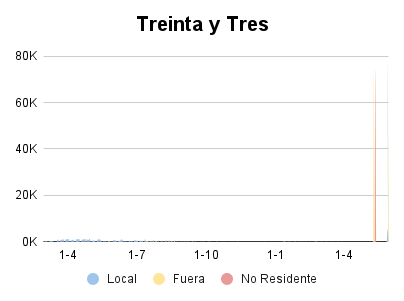 Treinta y Tres
80K
60K
40K
20K
0K
1-4 1-7 1-10 1-1 1-4
Local Fuera No Residente